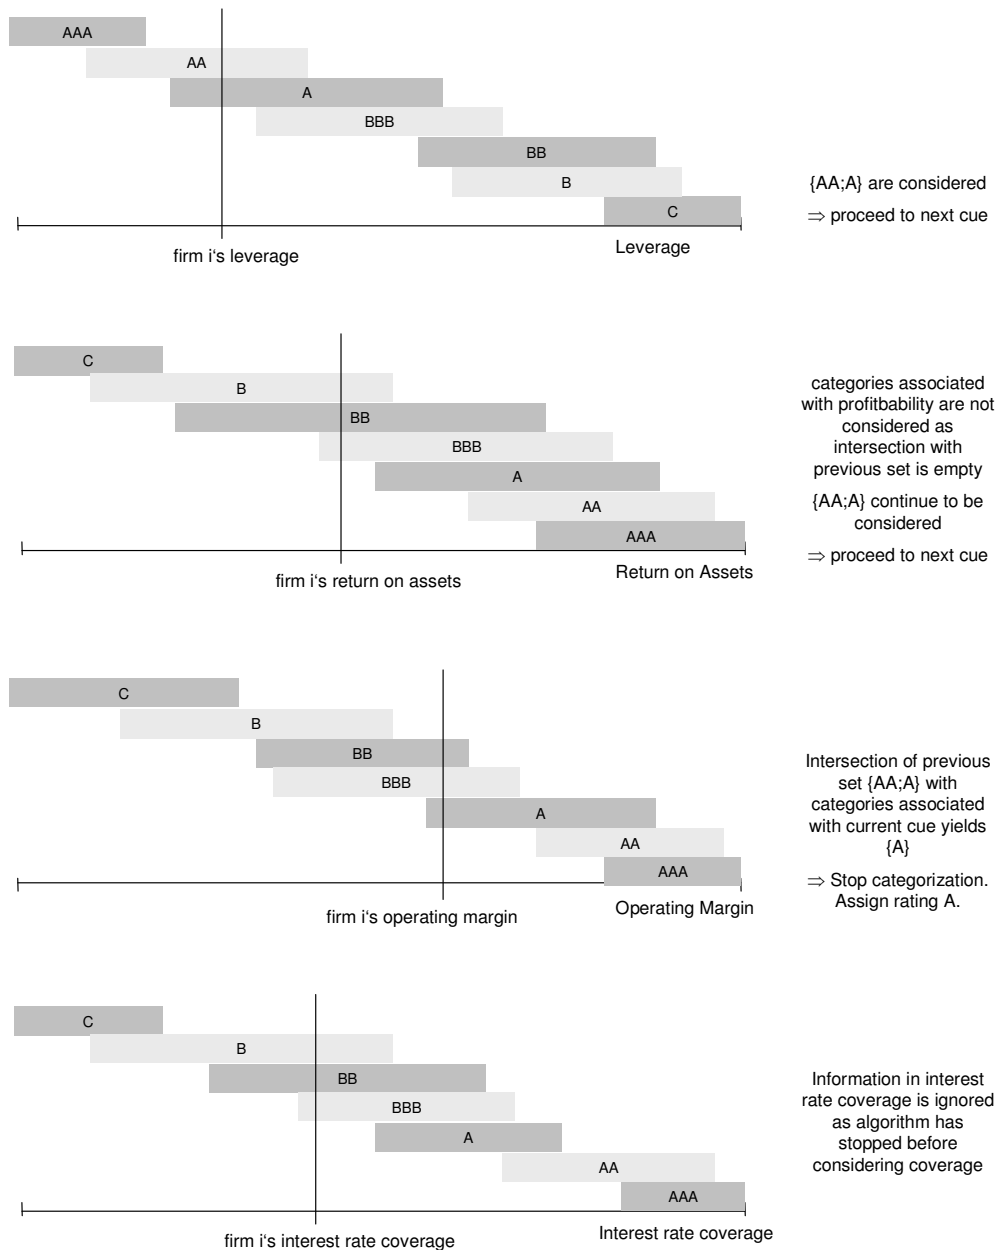 AAA
AA
A
BBB
BB
B
C
Leverage
firm i‘s leverage
{AA;A} are considered
⇒ proceed to next cue
C
B
BB
BBB
A
AA
AAA
Return on Assets
firm i‘s return on assets
categories associated
with profitbability are not
considered as
intersection with
previous set is empty
{AA;A} continue to be
considered
⇒ proceed to next cue
C
B
BB
BBB
A
AA
AAA
Operating Margin
firm i‘s operating margin
Intersection of previous
set {AA;A} with
categories associated
with current cue yields
{A}
⇒ Stop categorization.
Assign rating A.
C
B
BB
BBB
A
AA
AAA
Interest rate coverage
firm i‘s interest rate coverage
Information in interest
rate coverage is ignored
as algorithm has
stopped before
considering coverage